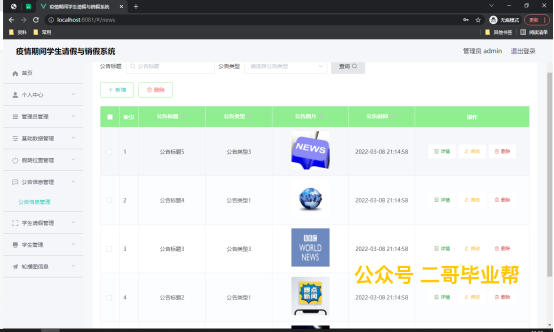 疫情期间学生请假与销假系统
localhost:8081/#/news
无痕模式
更新
资料
常用
其他书签
阅读清单
疫情期间学生请假与销假系统
管理员 admin
退出登录
首页
个人中心
管理员管理
基础数据管理
公告信息管理
公告信息管理
学生请假管理
学生管理
轮播图信息
公告标题
公告标题
公告类型
请选择公告类型
查询
+ 新增
删除
索引 公告标题 公告类型 公告图片 公告时间 操作
1 公告标题5 公告类型3 NEWS 2022-03-08 21:14:58 详情 修改 删除
2 公告标题4 公告类型1 2022-03-08 21:14:58 详情 修改 删除
3 公告标题3 公告类型3 BBC WORLD NEWS 2022-03-08 21:14:58 详情 修改 删除
公众号 二哥毕业帮
4 公告标题2 公告类型1 2022-03-08 21:14:58 详情 修改 删除